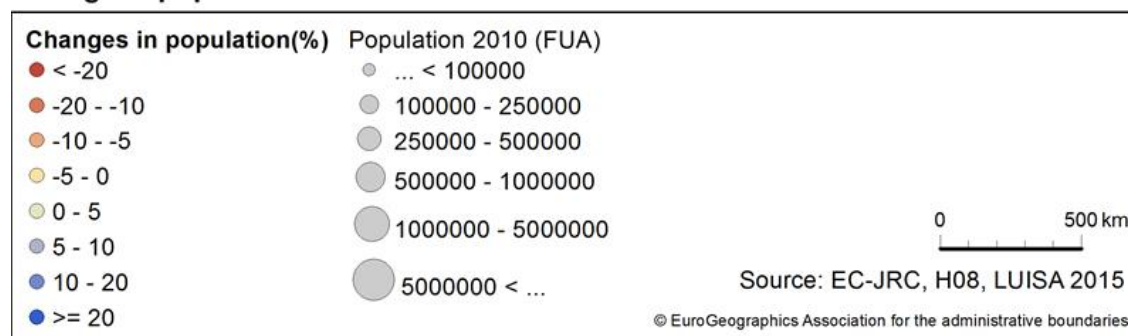 Changes in population(%)
< -20
-20 - -10
-10 - -5
-5 - 0
0 - 5
5 - 10
10 - 20
>= 20
Population 2010 (FUA)
... < 100000
100000 - 250000
250000 - 500000
500000 - 1000000
1000000 - 5000000
5000000 < ...
0 500 km
Source: EC-JRC, H08, LUISA 2015
© EuroGeographics Association for the administrative boundaries